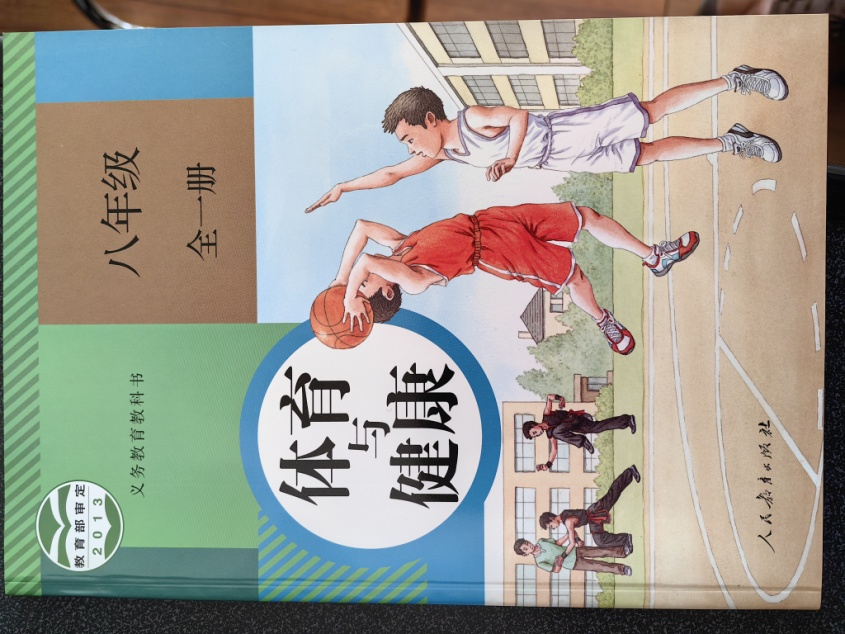 教育部审定
2013
义务教育教科书
八年级
全一册
体育
与
健康
人民教育出版社